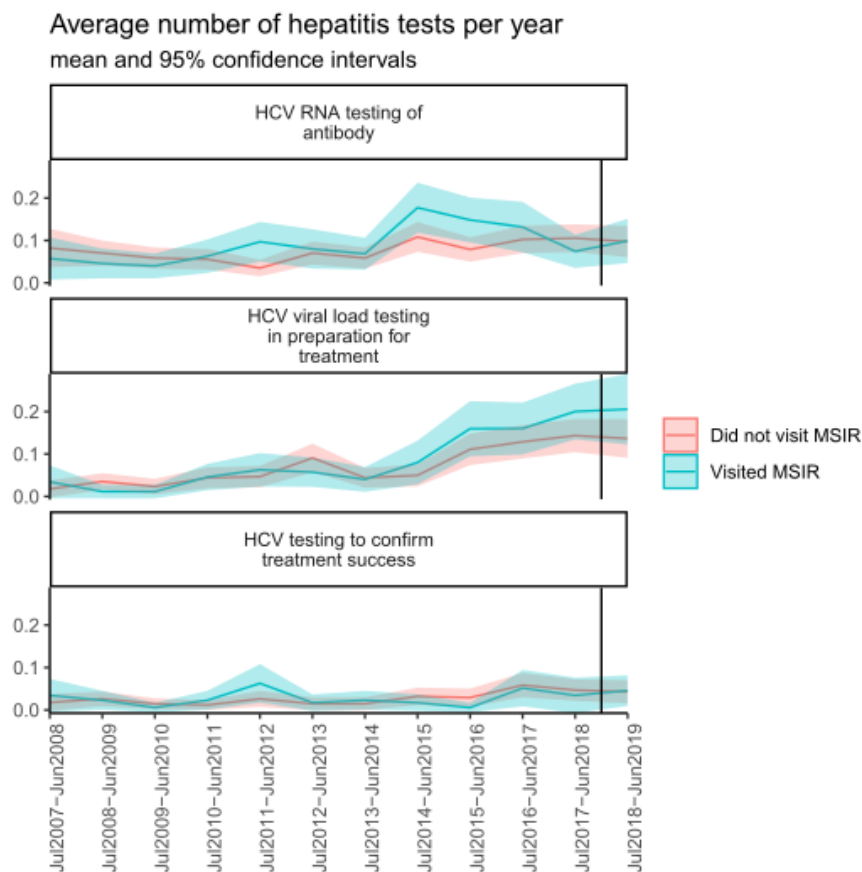 Average number of hepatitis tests per year
mean and 95% confidence intervals
HCV RNA testing of
antibody
0.2
0.1
0.0
HCV viral load testing
in preparation for
treatment
0.2
0.1
0.0
Did not visit MSIR
Visited MSIR
HCV testing to confirm
treatment success
0.2
0.1
0.0
Jul2007−Jun2008
Jul2008−Jun2009
Jul2009−Jun2010
Jul2010−Jun2011
Jul2011−Jun2012
Jul2012−Jun2013
Jul2013−Jun2014
Jul2014−Jun2015
Jul2015−Jun2016
Jul2016−Jun2017
Jul2017−Jun2018
Jul2018−Jun2019